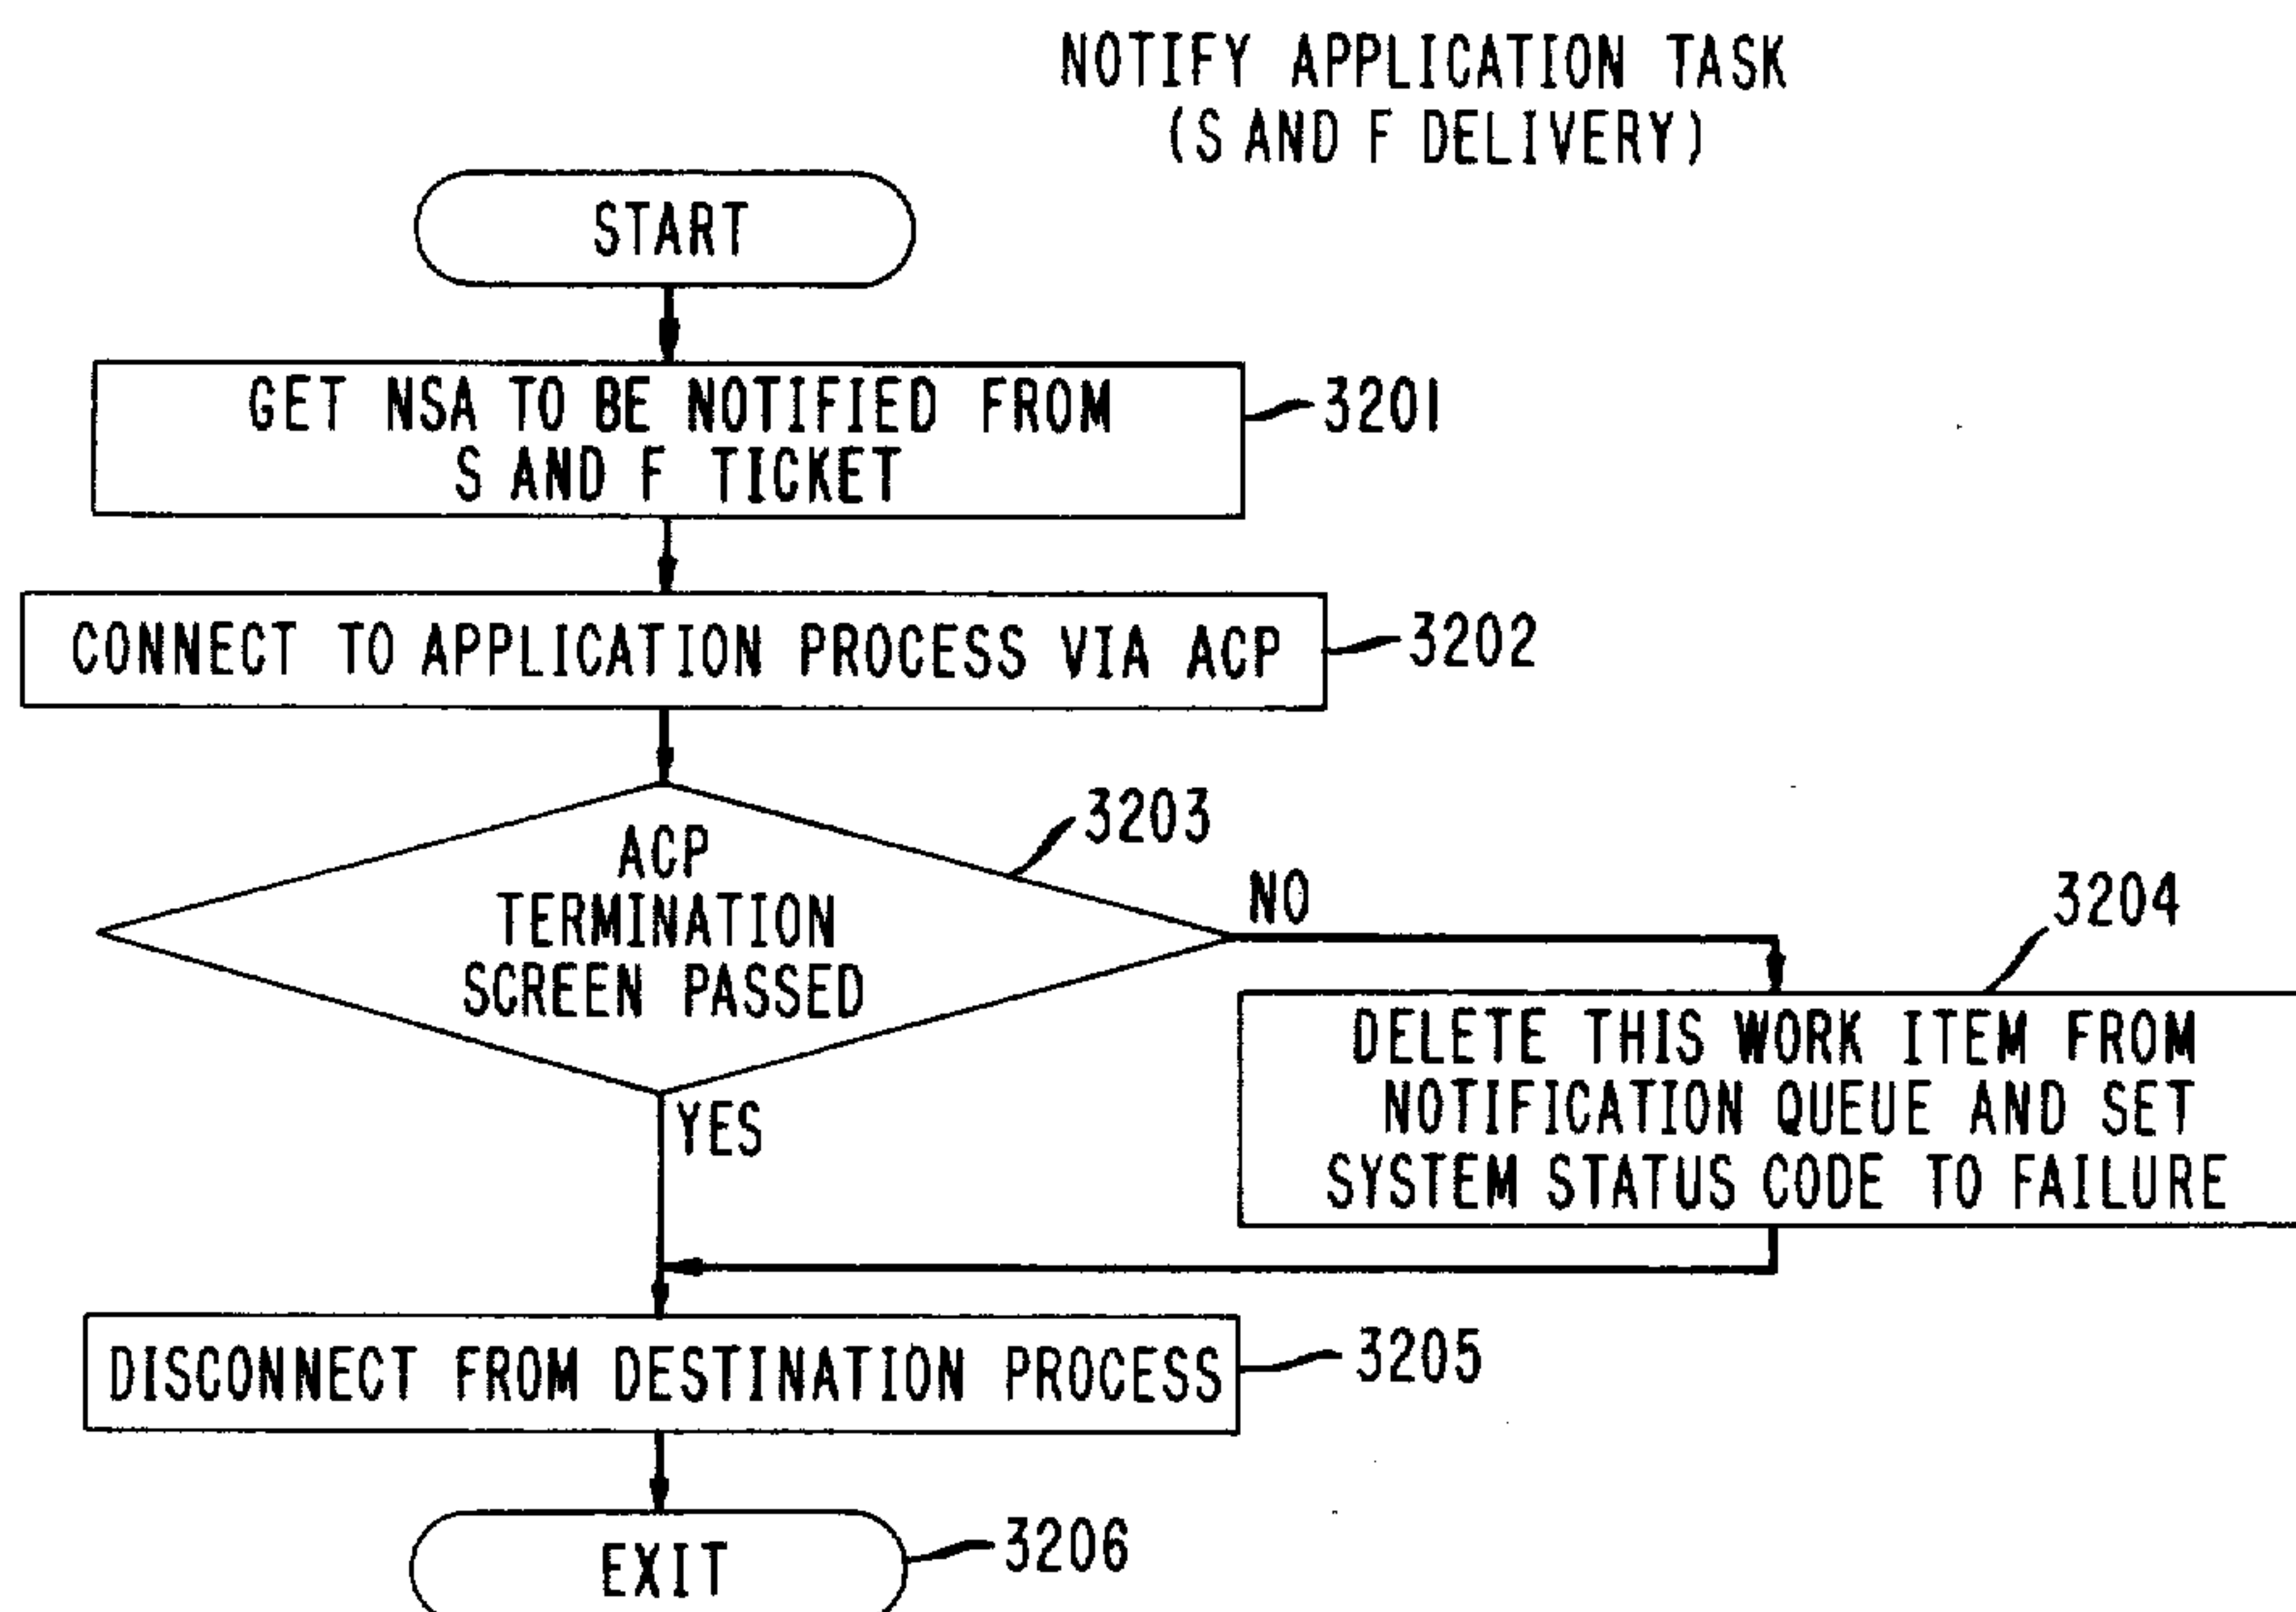 NOTIFY APPLICATION TASK
(S AND F DELIVERY)
START
GET NSA TO BE NOTIFIED FROM
S AND F TICKET
3201
CONNECT TO APPLICATION PROCESS VIA ACP
3202
ACP
TERMINATION
SCREEN PASSED
3203
NO
3204
DELETE THIS WORK ITEM FROM
NOTIFICATION QUEUE AND SET
SYSTEM STATUS CODE TO FAILURE
YES
DISCONNECT FROM DESTINATION PROCESS
3205
EXIT
3206